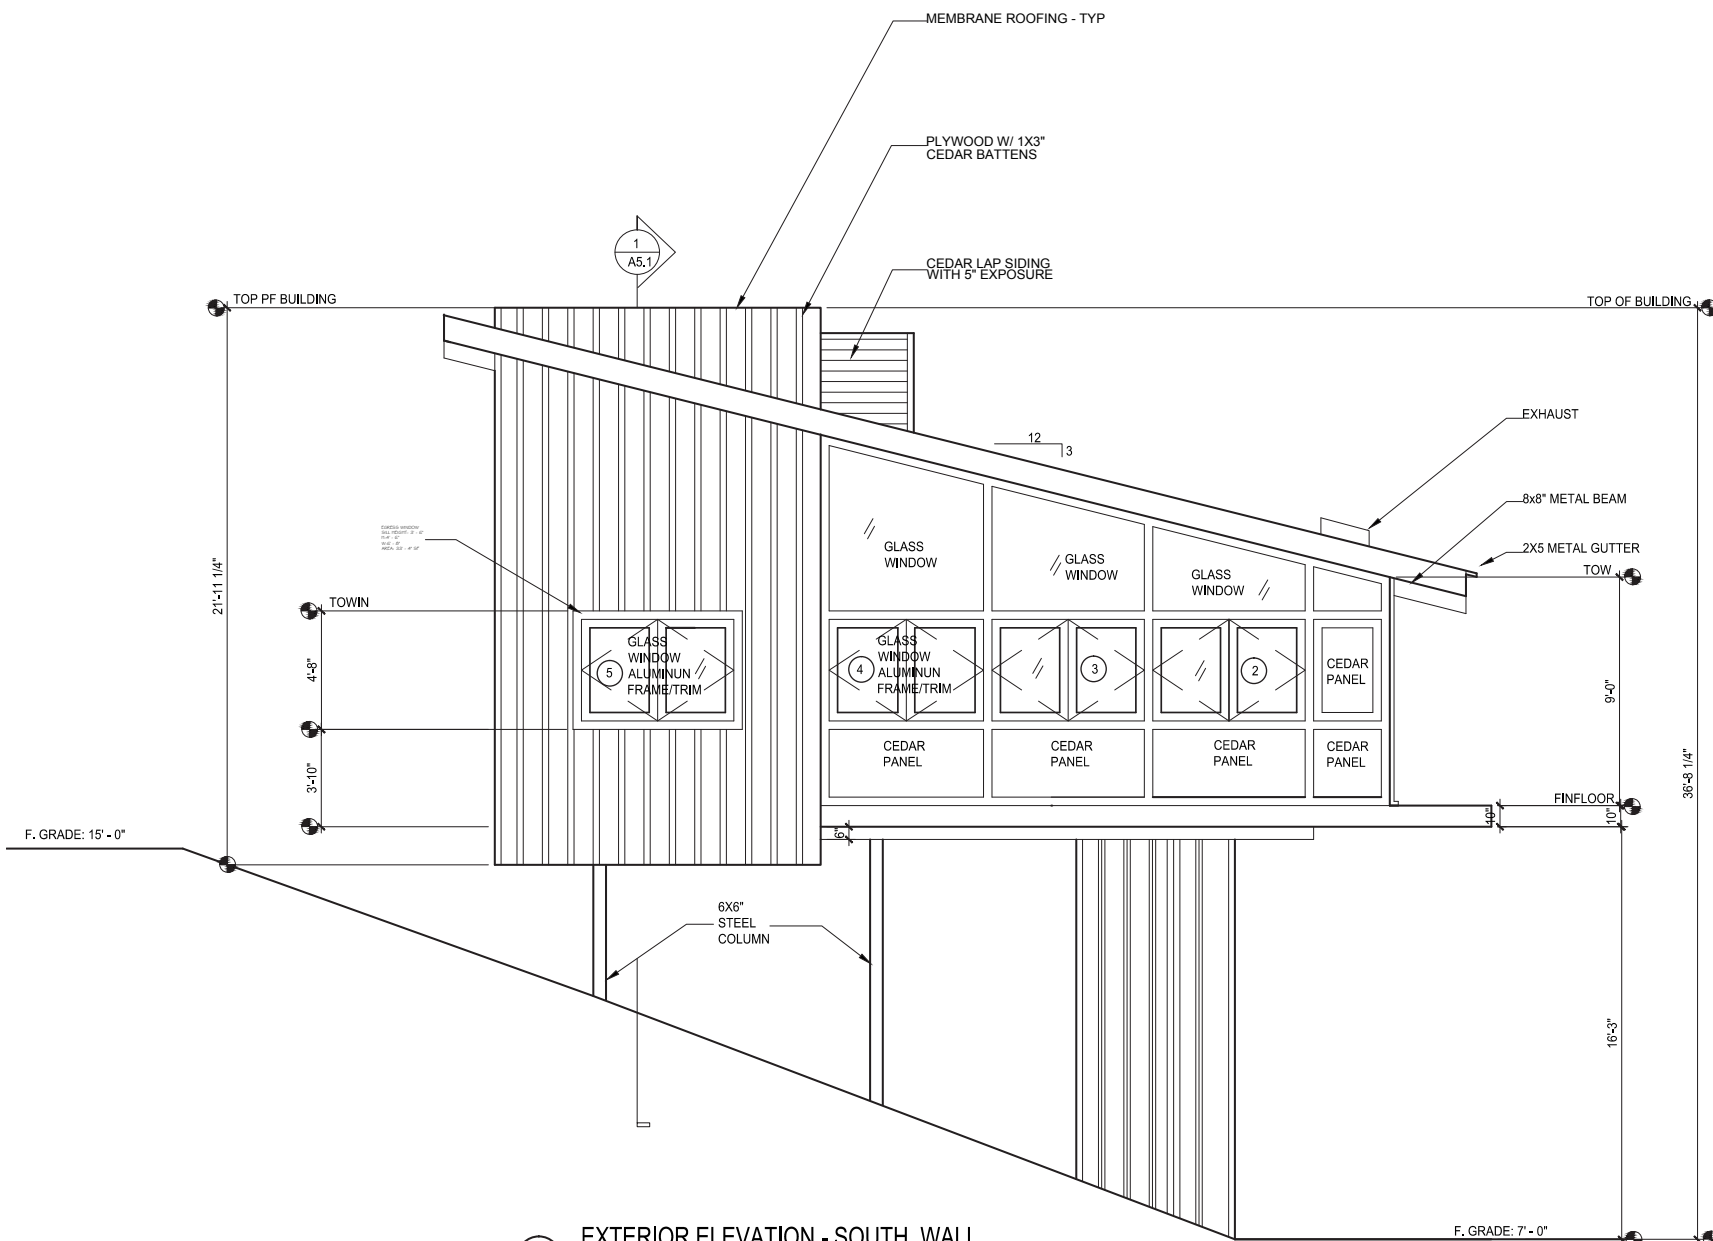 MEMBRANE ROOFING - TYP
PLYWOOD W/ 1X3"
CEDAR BATTENS
1
A5.1
CEDAR LAP SIDING
WITH 5" EXPOSURE
TOP PF BUILDING
TOP OF BUILDING
EXHAUST
12
3
8x8" METAL BEAM
2X5 METAL GUTTER
TOW
EGRESS WINDOW
GLASS
WINDOW
GLASS
WINDOW
GLASS
WINDOW
21'-11 1/4"
TOWIN
4'-8"
5
GLASS
WINDOW
ALUMINUN
FRAME/TRIM
4
GLASS
WINDOW
ALUMINUN
FRAME/TRIM
3
2
CEDAR
PANEL
9'-0"
CEDAR
PANEL
CEDAR
PANEL
CEDAR
PANEL
CEDAR
PANEL
3'-10"
36'-8 1/4"
FINFLOOR
10"
10"
6"
F. GRADE: 15' - 0"
6X6"
STEEL
COLUMN
16'-3"
F. GRADE: 7' - 0"
EXTERIOR ELEVATION - SOUTH WALL